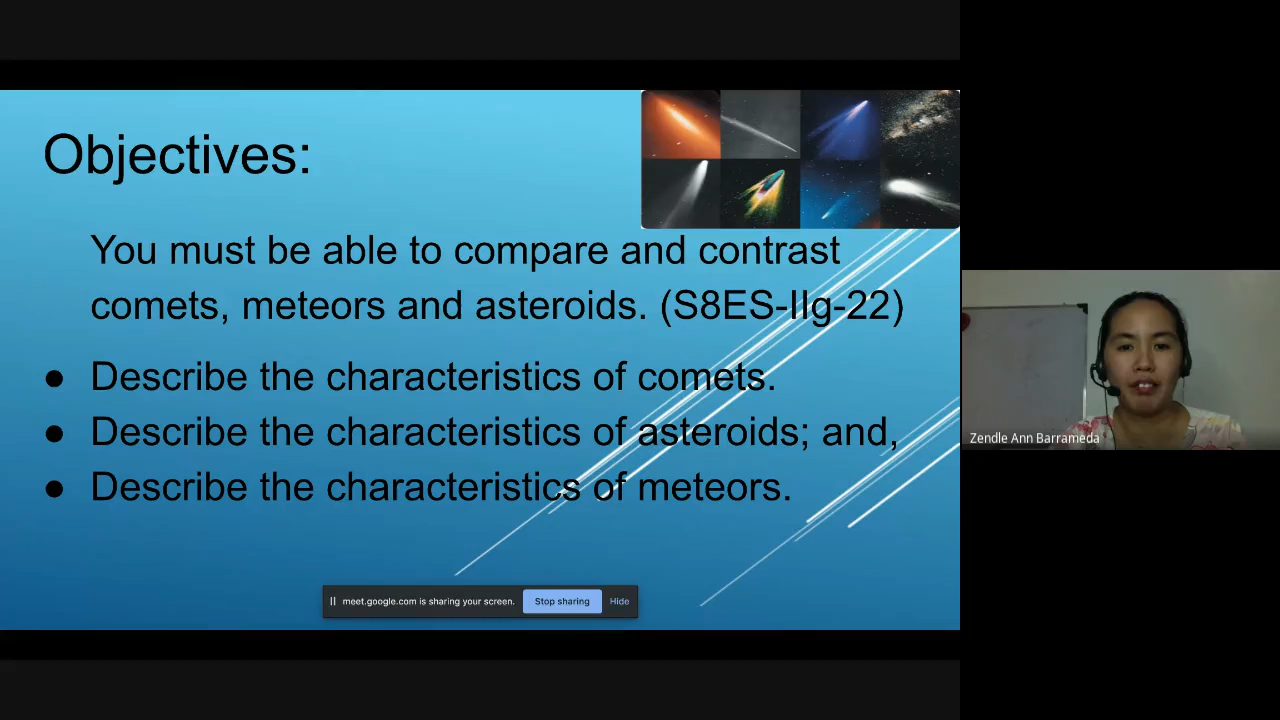 Objectives:
You must be able to compare and contrast
comets, meteors and asteroids. (S8ES-IIg-22)
● Describe the characteristics of comets.
● Describe the characteristics of asteroids; and,
● Describe the characteristics of meteors.
meet.google.com is sharing your screen. Stop sharing Hide
Zendle Ann Barrameda